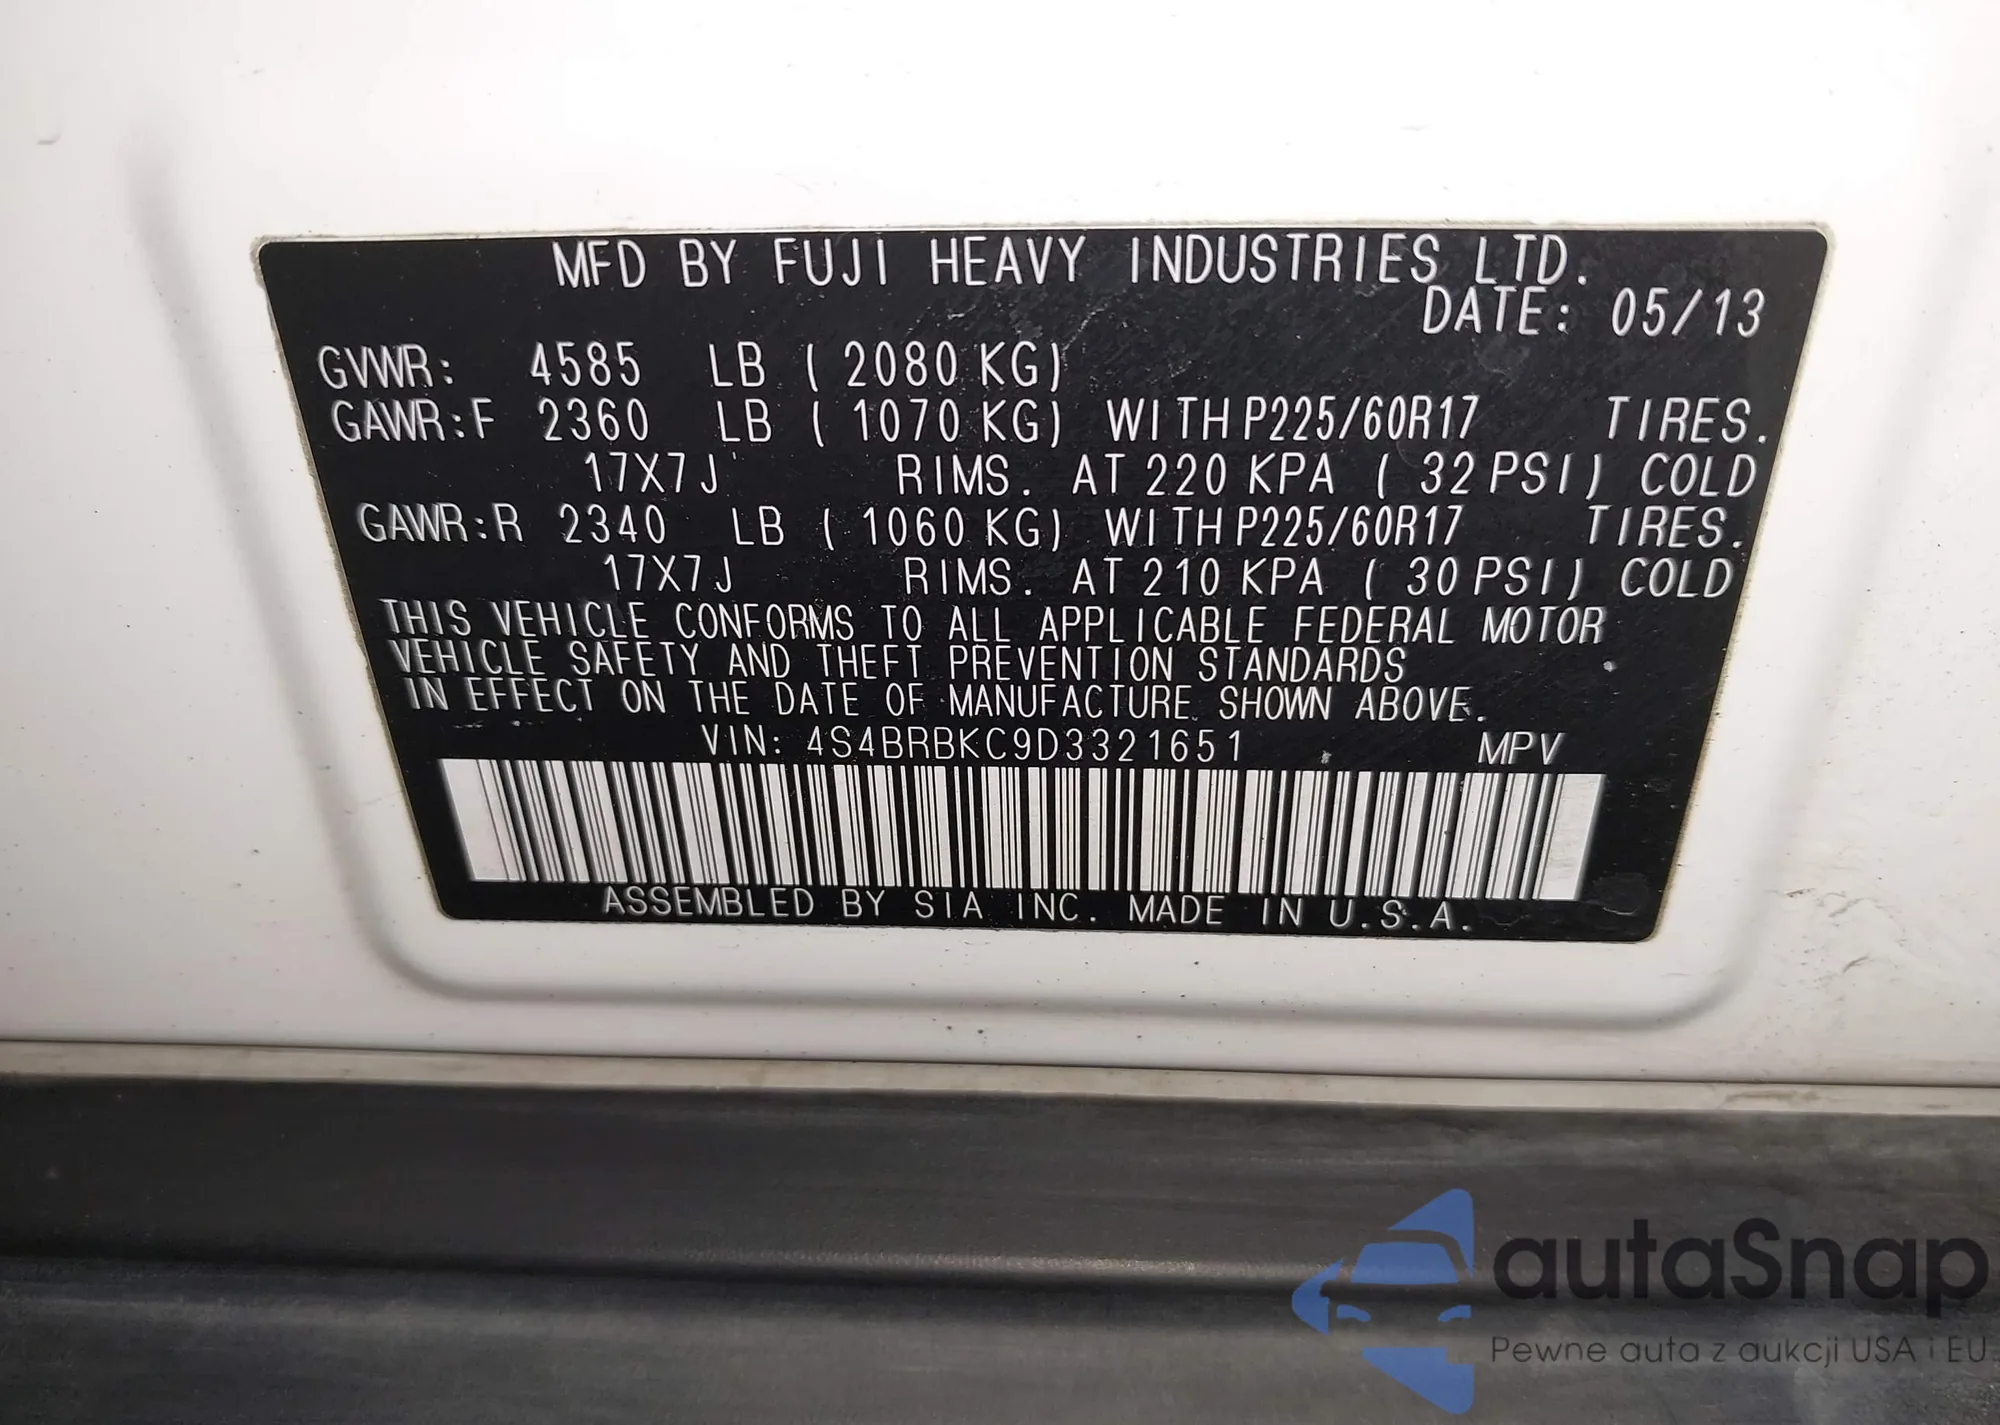 MFD BY FUJI HEAVY INDUSTRIES LTD.
DATE: 05/13
GVWR: 4585 LB ( 2080 KG)
GAWR:F 2360 LB ( 1070 KG) WITH P225/60R17 TIRES.
17X7J RIMS. AT 220 KPA ( 32 PSI) COLD
GAWR:R 2340 LB ( 1060 KG) WITH P225/60R17 TIRES.
17X7J RIMS. AT 210 KPA ( 30 PSI) COLD
THIS VEHICLE CONFORMS TO ALL APPLICABLE FEDERAL MOTOR
VEHICLE SAFETY AND THEFT PREVENTION STANDARDS
IN EFFECT ON THE DATE OF MANUFACTURE SHOWN ABOVE.
VIN: 4S4BRBKC9D3321651 MPV
ASSEMBLED BY SIA INC. MADE IN U.S.A.
autaSnap
Pewne auta z aukcji USA i EU